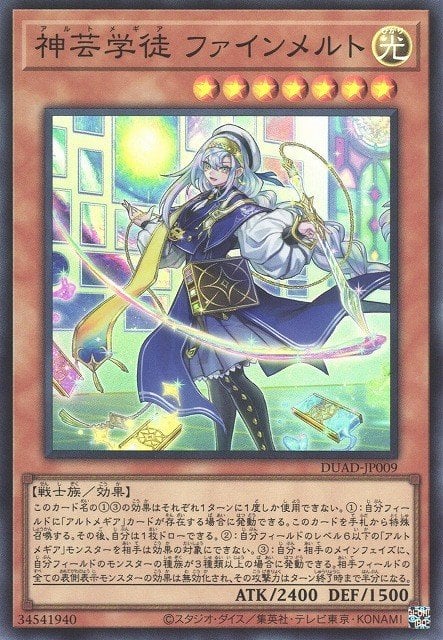 アルトメギア
神芸学徒 ファインメルト
光
DUAD-JP009
【戦士族／効果】
このカード名の①③の効果はそれぞれ1ターンに1度しか使用できない。①：自分フィー
ルドに「アルトメギア」カードが存在する場合に発動できる。このカードを手札から特殊
召喚する。その後、自分は1枚ドローできる。②：自分フィールドのレベル6以下の「アルト
メギア」モンスターを相手は効果の対象にできない。③：自分・相手のメインフェイズに、
自分フィールドのモンスターの種族が3種類以上の場合に発動できる。相手フィールドの
全ての表側表示モンスターの効果は無効化され、その攻撃力はターン終了時まで半分になる。
ATK/2400 DEF/1500
34541940
©スタジオ・ダイス／集英社・テレビ東京・KONAMI